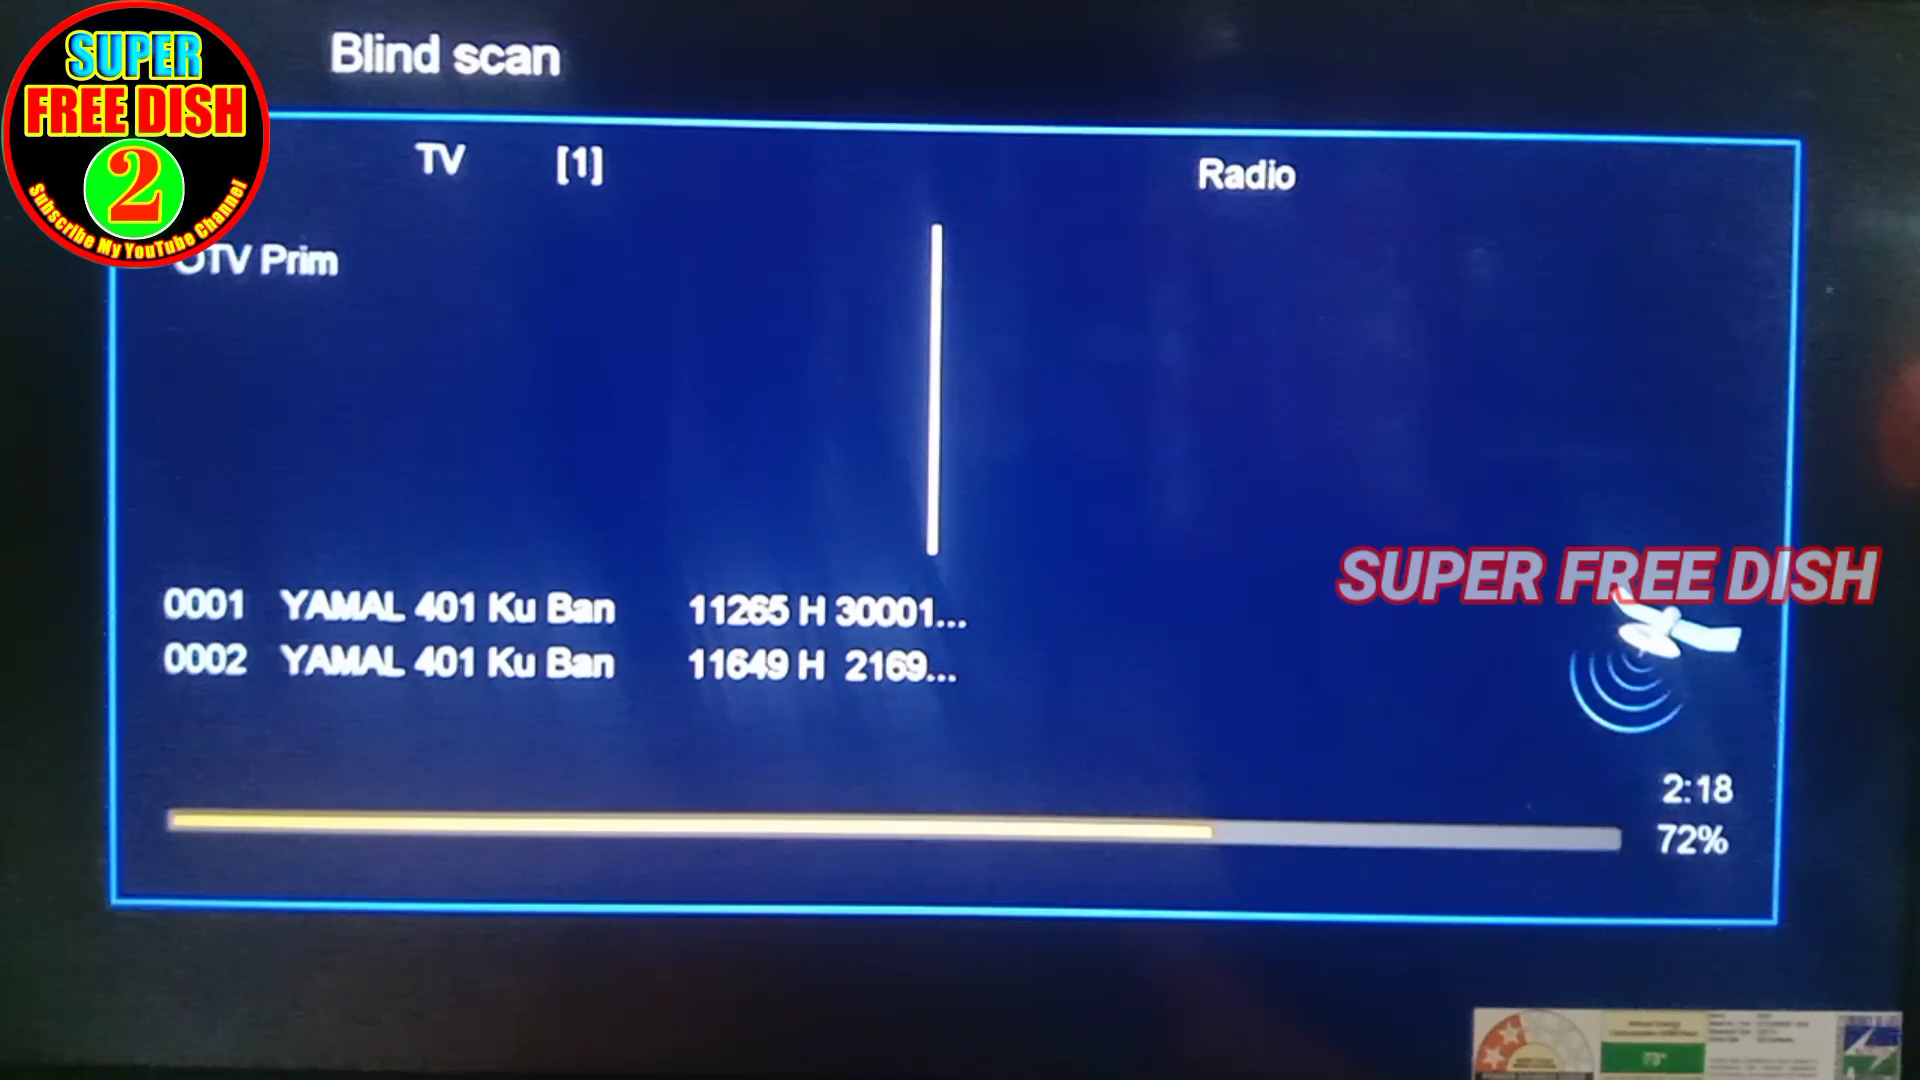 SUPER
FREE DISH
2
Subscribe My YouTube Channel
Blind scan
TV [1]
Radio
OTV Prim
0001 YAMAL 401 Ku Ban 11265 H 30001...
0002 YAMAL 401 Ku Ban 11649 H 2169...
SUPER FREE DISH
2:18
72%